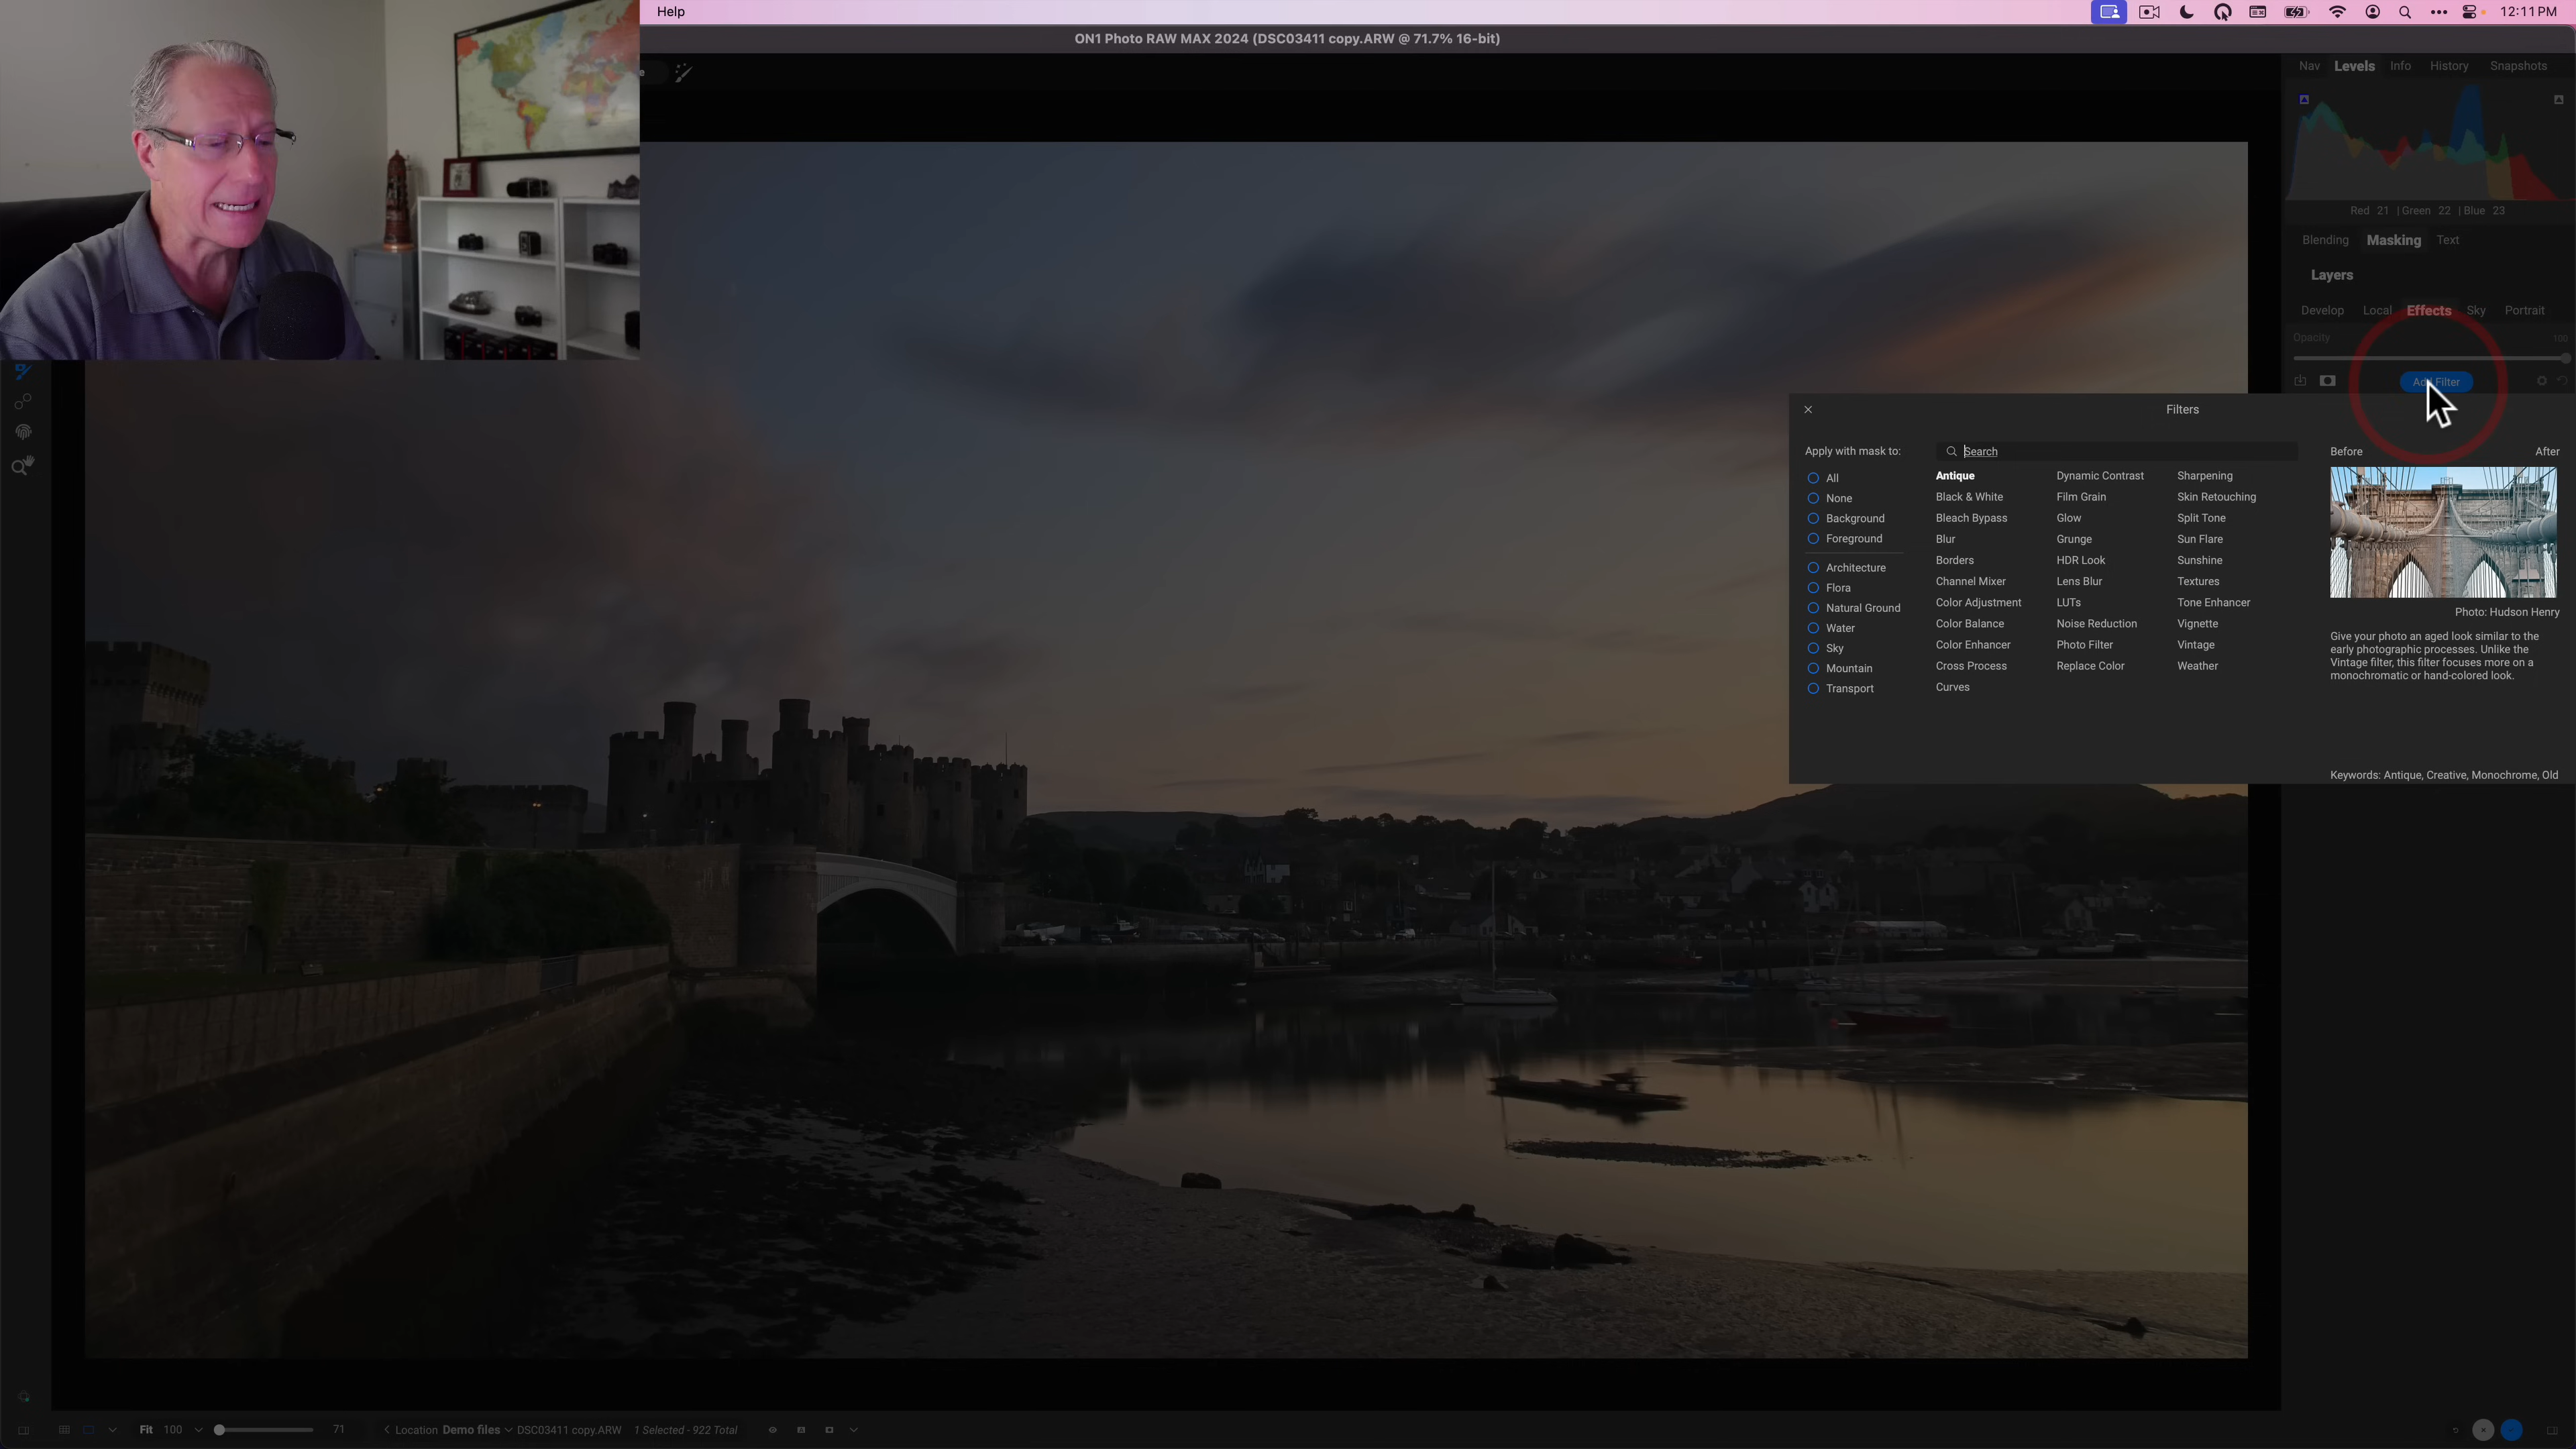 Help
12:11 PM
ON1 Photo RAW MAX 2024 (DSC03411 copy.ARW @ 71.7% 16-bit)
Nav Levels Info History Snapshots
Red 21 | Green 22 | Blue 23
Blending Masking Text
Layers
Develop Local Effects Sky Portrait
Opacity 100
Add Filter
Filters
Apply with mask to:
All
None
Background
Foreground
Architecture
Flora
Natural Ground
Water
Sky
Mountain
Transport
Search
Antique
Black & White
Bleach Bypass
Blur
Borders
Channel Mixer
Color Adjustment
Color Balance
Color Enhancer
Cross Process
Curves
Dynamic Contrast
Film Grain
Glow
Grunge
HDR Look
Lens Blur
LUTs
Noise Reduction
Photo Filter
Replace Color
Sharpening
Skin Retouching
Split Tone
Sun Flare
Sunshine
Textures
Tone Enhancer
Vignette
Vintage
Weather
Before After
Photo: Hudson Henry
Give your photo an aged look similar to the
early photographic processes. Unlike the
Vintage filter, this filter focuses more on a
monochromatic or hand-colored look.
Keywords: Antique, Creative, Monochrome, Old
Fit 100 71 Location Demo files DSC03411 copy.ARW 1 Selected - 922 Total